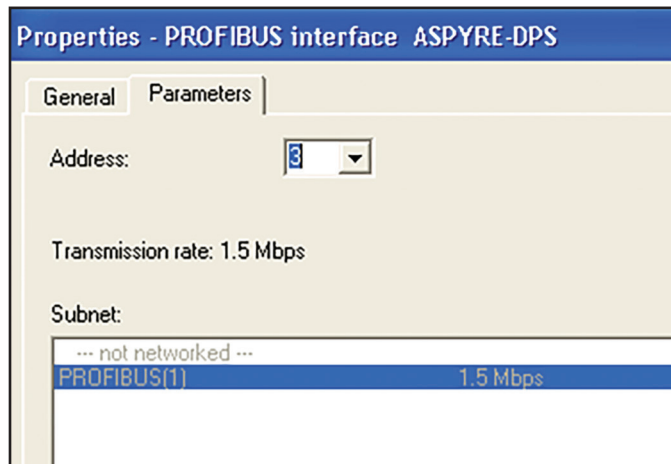 Properties - PROFIBUS interface ASPYRE-DPS
General Parameters
Address: 3
Transmission rate: 1.5 Mbps
Subnet:
--- not networked ---
PROFIBUS(1) 1.5 Mbps